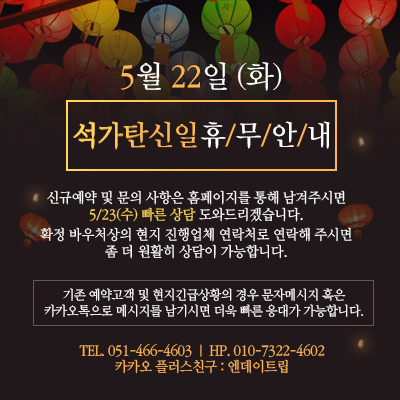 5월 22일 (화)
석가탄신일휴/무/안/내
신규예약 및 문의 사항은 홈페이지를 통해 남겨주시면
5/23(수) 빠른 상담 도와드리겠습니다.
확정 바우처상의 현지 진행업체 연락처로 연락해 주시면
좀 더 원활히 상담이 가능합니다.
기존 예약고객 및 현지긴급상황의 경우 문자메시지 혹은
카카오톡으로 메시지를 남기시면 더욱 빠른 응대가 가능합니다.
TEL. 051-466-4603 | HP. 010-7322-4602
카카오 플러스친구 : 엔데이트립